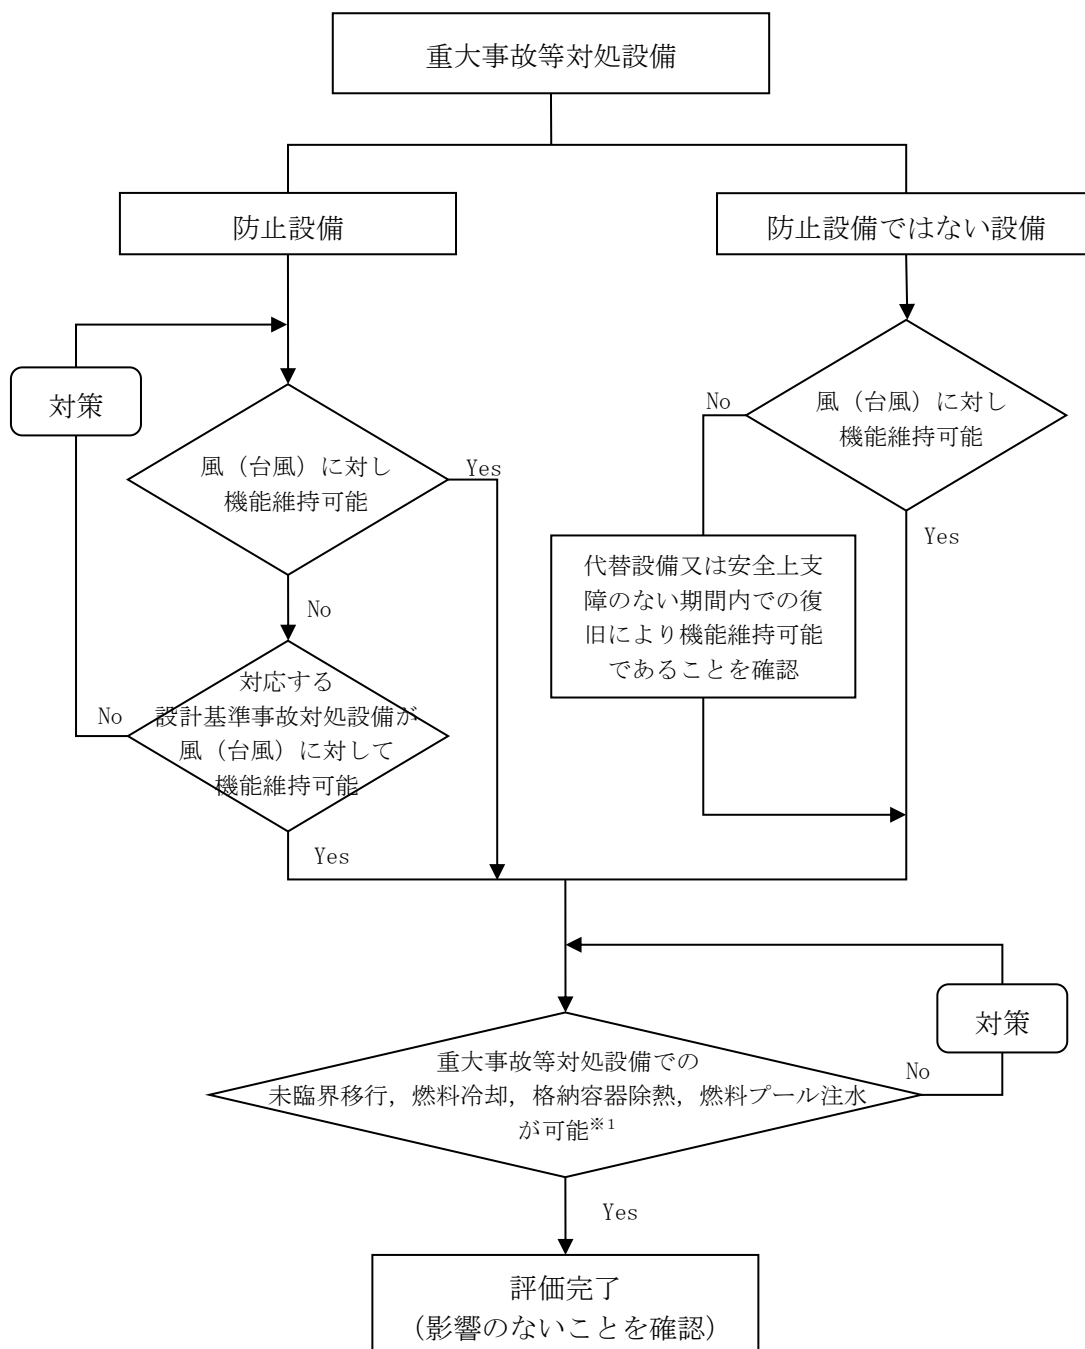 重大事故等対処設備
防止設備
防止設備ではない設備
対策
風（台風）に対し
機能維持可能
Yes
No
対応する
設計基準事故対処設備が
風（台風）に対して
機能維持可能
No
Yes
風（台風）に対し
機能維持可能
No
Yes
代替設備又は安全上支
障のない期間内での復
旧により機能維持可能
であることを確認
対策
重大事故等対処設備での
未臨界移行，燃料冷却，格納容器除熱，燃料プール注水
が可能※1
No
Yes
評価完了
（影響のないことを確認）